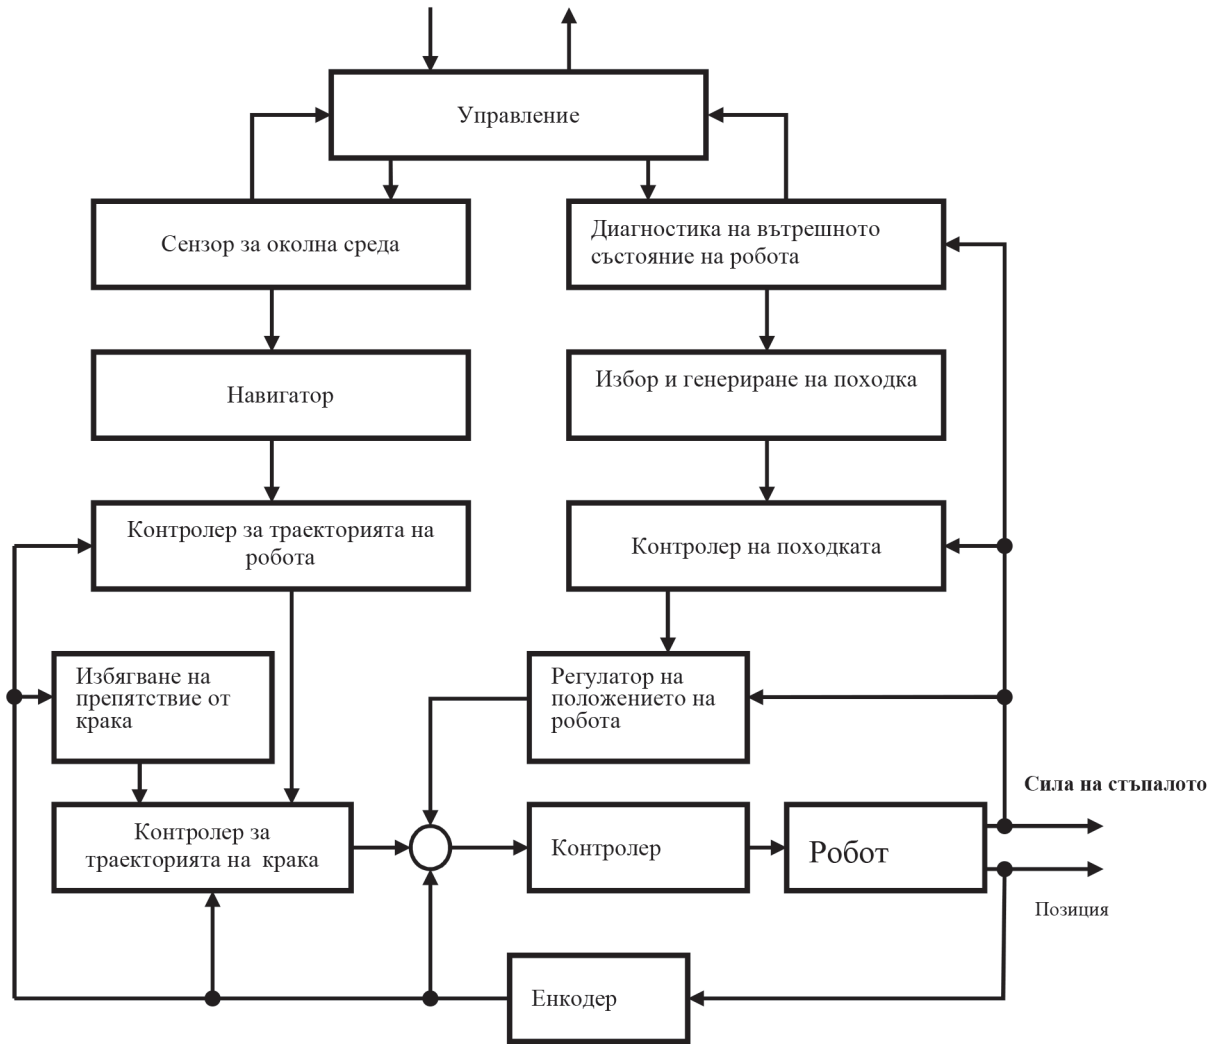 Управление
Сензор за околна среда
Диагностика на вътрешното
състояние на робота
Навигатор
Избор и генериране на походка
Контролер за траекторията на
робота
Контролер на походката
Избягване на
препятствие от
крака
Регулатор на
положението на
робота
Сила на стъпалото
Контролер за
траекторията на крака
Контролер
Робот
Позиция
Енкодер